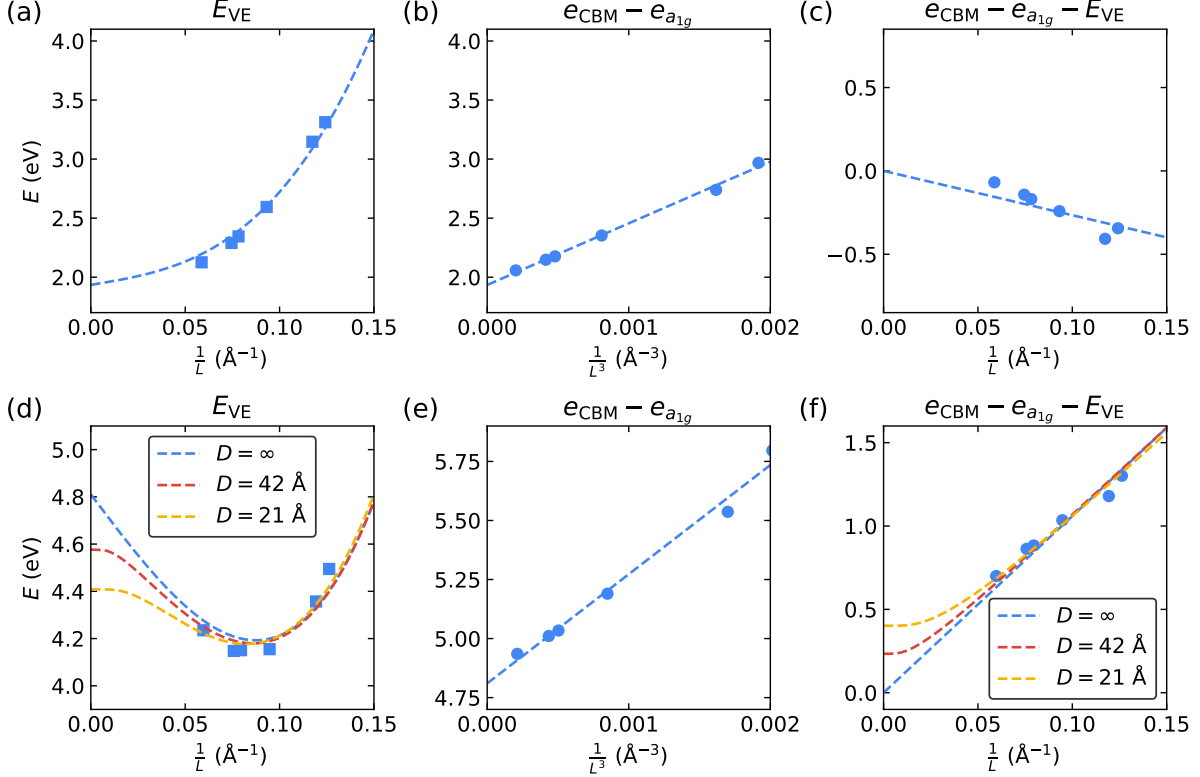 (a)
E_VE
E (eV)
4.0
3.5
3.0
2.5
2.0
0.00 0.05 0.10 0.15
1/L (Å⁻¹)
(b)
e_CBM − e_a₁g
4.0
3.5
3.0
2.5
2.0
0.000 0.001 0.002
1/L³ (Å⁻³)
(c)
e_CBM − e_a₁g − E_VE
0.5
0.0
−0.5
0.00 0.05 0.10 0.15
1/L (Å⁻¹)
(d)
E_VE
E (eV)
5.0
4.8
4.6
4.4
4.2
4.0
D = ∞
D = 42 Å
D = 21 Å
0.00 0.05 0.10 0.15
1/L (Å⁻¹)
(e)
e_CBM − e_a₁g
5.75
5.50
5.25
5.00
4.75
0.000 0.001 0.002
1/L³ (Å⁻³)
(f)
e_CBM − e_a₁g − E_VE
1.5
1.0
0.5
0.0
D = ∞
D = 42 Å
D = 21 Å
0.00 0.05 0.10 0.15
1/L (Å⁻¹)